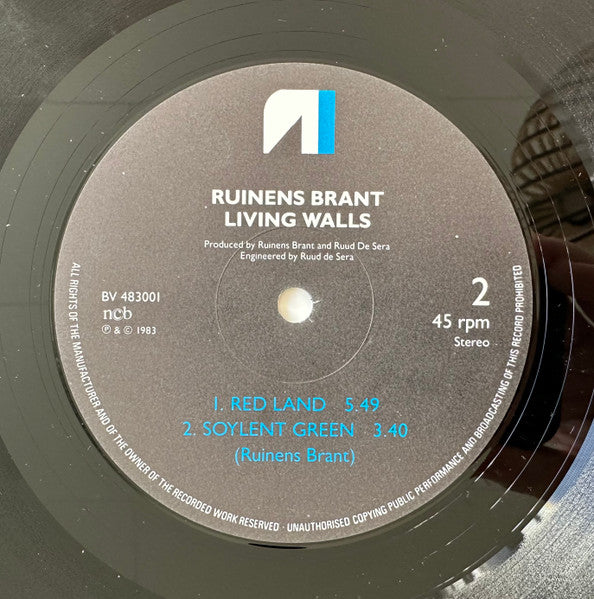 RUINENS BRANT
LIVING WALLS
Produced by Ruinens Brant and Ruud De Sera
Engineered by Ruud de Sera
BV 483001
ncb
℗ & © 1983
2
45 rpm
Stereo
1. RED LAND 5.49
2. SOYLENT GREEN 3.40
(Ruinens Brant)
ALL RIGHTS OF THE MANUFACTURER AND OF THE OWNER OF THE RECORDED WORK RESERVED · UNAUTHORISED COPYING PUBLIC PERFORMANCE AND BROADCASTING OF THIS RECORD PROHIBITED